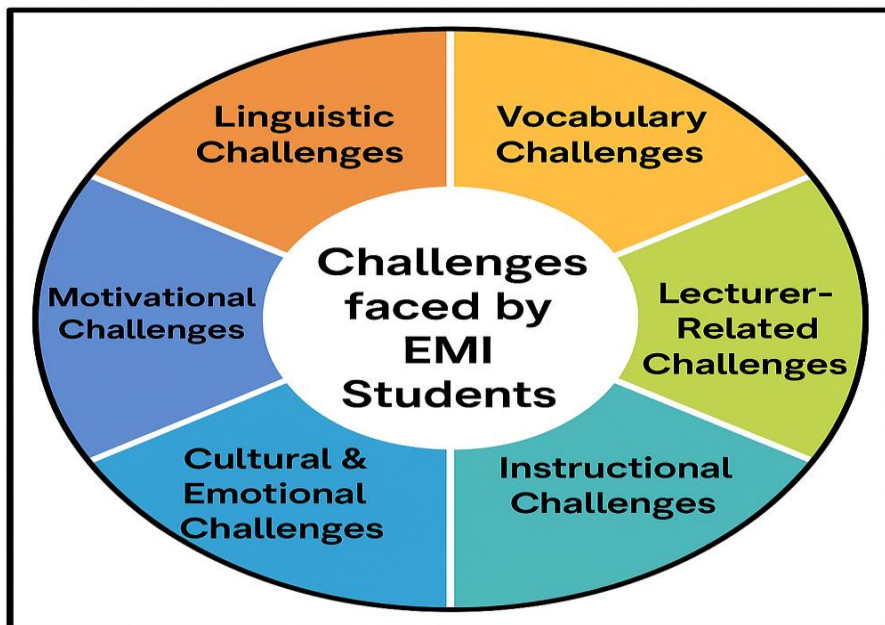 Linguistic
Challenges
Vocabulary
Challenges
Motivational
Challenges
Challenges
faced by
EMI
Students
Lecturer-
Related
Challenges
Cultural &
Emotional
Challenges
Instructional
Challenges